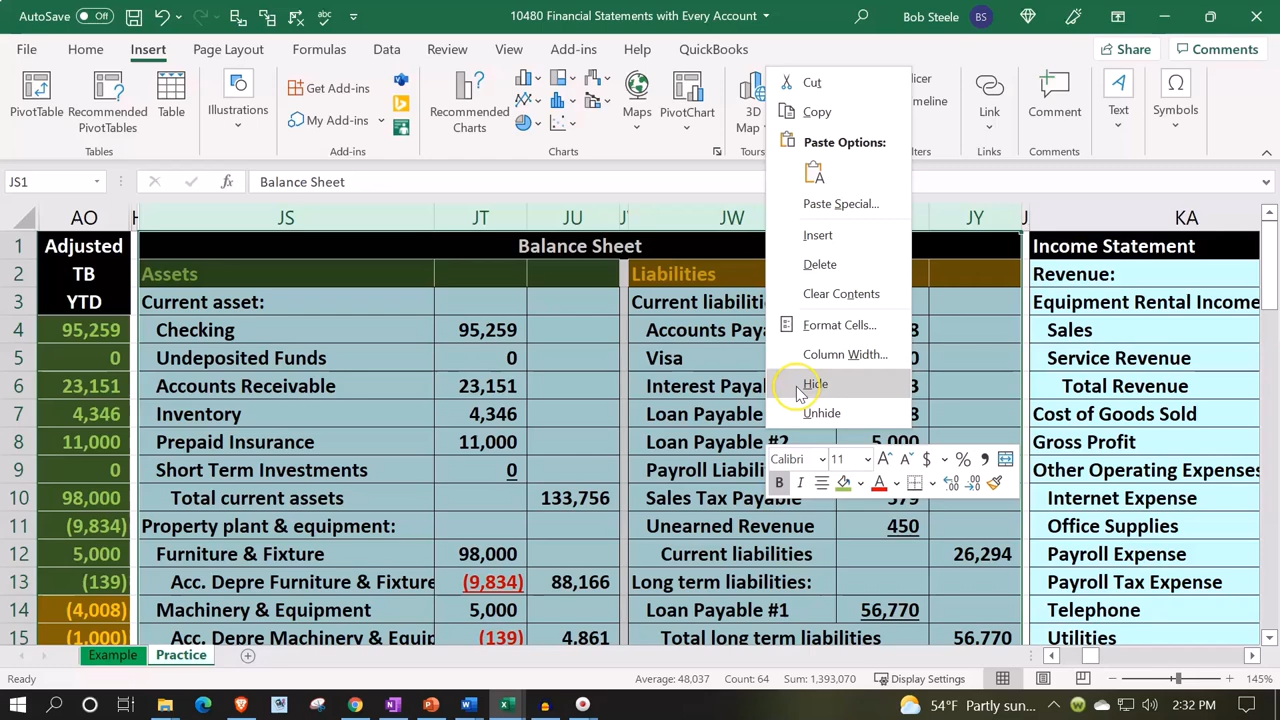 AutoSave Off 10480 Financial Statements with Every Account Bob Steele BS
File Home Insert Page Layout Formulas Data Review View Add-ins Help QuickBooks Share Comments
PivotTable Recommended PivotTables Table Illustrations Get Add-ins My Add-ins Recommended Charts Maps PivotChart 3D Map Link Comment Text Symbols
Tables Add-ins Charts Tours Links Comments
JS1 fx Balance Sheet
AO JS JT JU JW JY KA
1 Adjusted Balance Sheet Income Statement
2 TB Assets Liabilities Revenue:
3 YTD Current asset: Current liabilities Equipment Rental Income
4 95,259 Checking 95,259 Accounts Revenue: Sales
5 0 Undeposited Funds 0 Visa Service Revenue
6 23,151 Accounts Receivable 23,151 Interest Total Revenue
7 4,346 Inventory 4,346 Loan Payable Cost of Goods Sold
8 11,000 Prepaid Insurance 11,000 Loan Payable #2 5,000 Gross Profit
9 0 Short Term Investments 0 Payroll Other Operating Expenses
10 98,000 Total current assets 133,756 Sales Tax Payable 579 Internet Expense
11 (9,834) Property plant & equipment: Unearned Revenue 450 Office Supplies
12 5,000 Furniture & Fixture 98,000 Current liabilities 26,294 Payroll Expense
13 (139) Acc. Depre Furniture & Fixture (9,834) 88,166 Long term liabilities: Payroll Tax Expense
14 (4,008) Machinery & Equipment 5,000 Loan Payable #1 56,770 Telephone
15 (1,000) Acc. Depre Machinery & Equip (139) 4,861 Total long term liabilities 56,770 Utilities
Cut
Copy
Paste Options:
Paste Special...
Insert
Delete
Clear Contents
Format Cells...
Column Width...
Hide
Unhide
Calibri 11 A A $ % ,
B I A
Example Practice
Ready Average: 48,037 Count: 64 Sum: 1,393,070 Display Settings 145%
54°F Partly sun... 2:32 PM